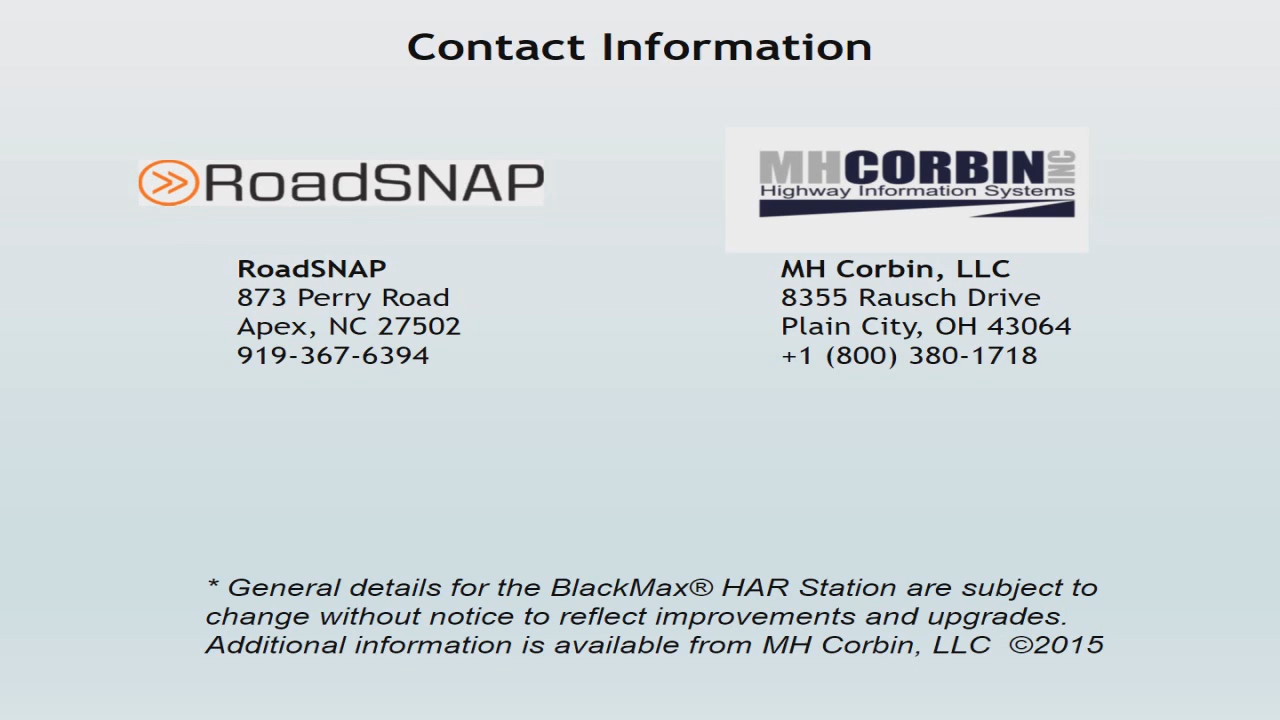 Contact Information
RoadSNAP
MHCORBIN INC
Highway Information Systems
RoadSNAP
873 Perry Road
Apex, NC 27502
919-367-6394
MH Corbin, LLC
8355 Rausch Drive
Plain City, OH 43064
+1 (800) 380-1718
* General details for the BlackMax® HAR Station are subject to
change without notice to reflect improvements and upgrades.
Additional information is available from MH Corbin, LLC ©2015